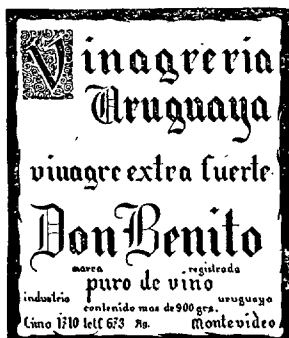 Vinagreria
Uruguaya
vinagre extra fuerte
Don Benito
marca registrada
puro de vino
industria uruguaya
contenido mas de 900 grs.
Lima 1710 telf 673 Ag. Montevideo